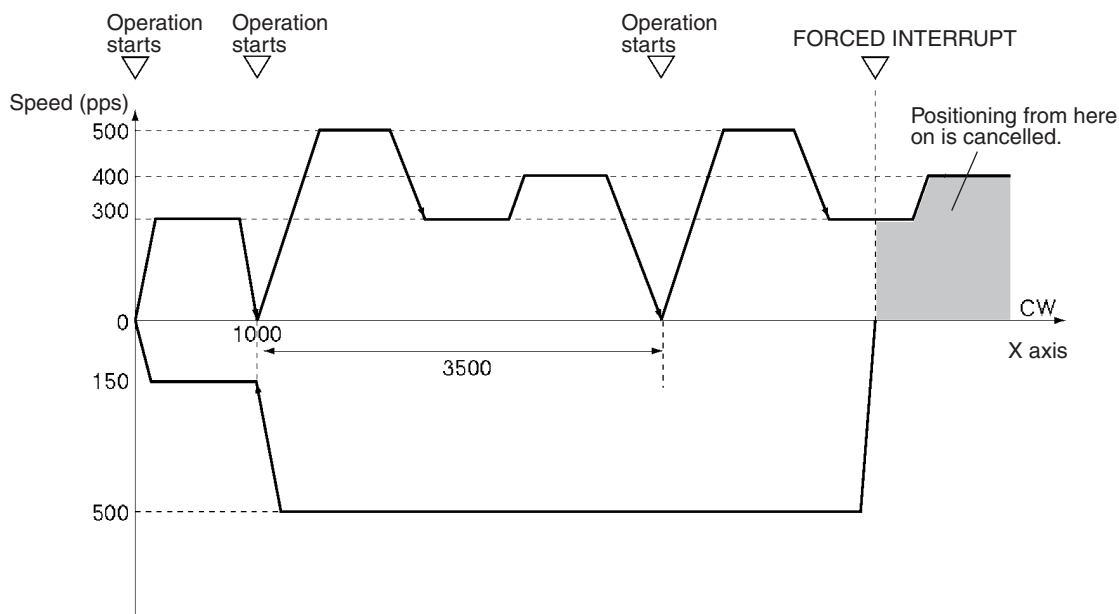 Operation
starts
Operation
starts
Operation
starts
FORCED INTERRUPT
Speed (pps)
Positioning from here
on is cancelled.
500
400
300
0
1000
CW
X axis
3500
150
500